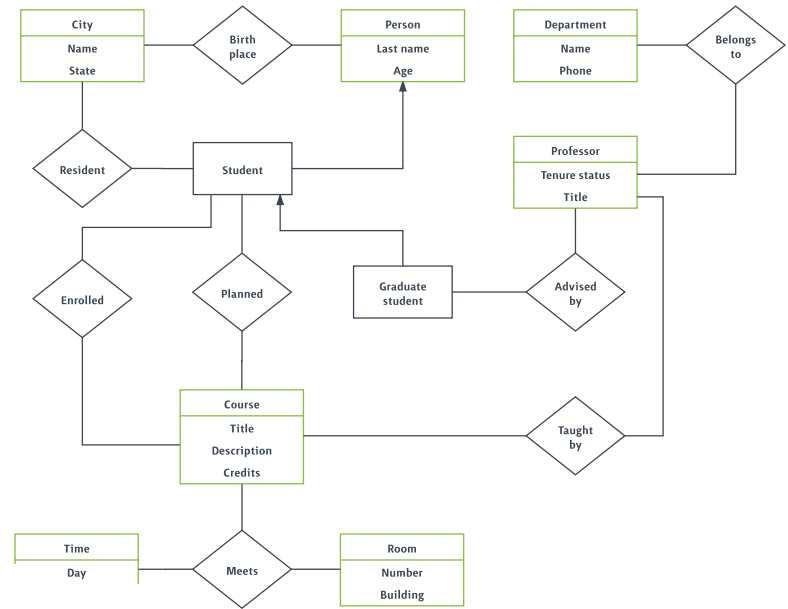 City
Name
State
Birth
place
Person
Last name
Age
Department
Name
Phone
Belongs
to
Resident
Student
Professor
Tenure status
Title
Enrolled
Planned
Graduate
student
Advised
by
Course
Title
Description
Credits
Taught
by
Time
Day
Meets
Room
Number
Building